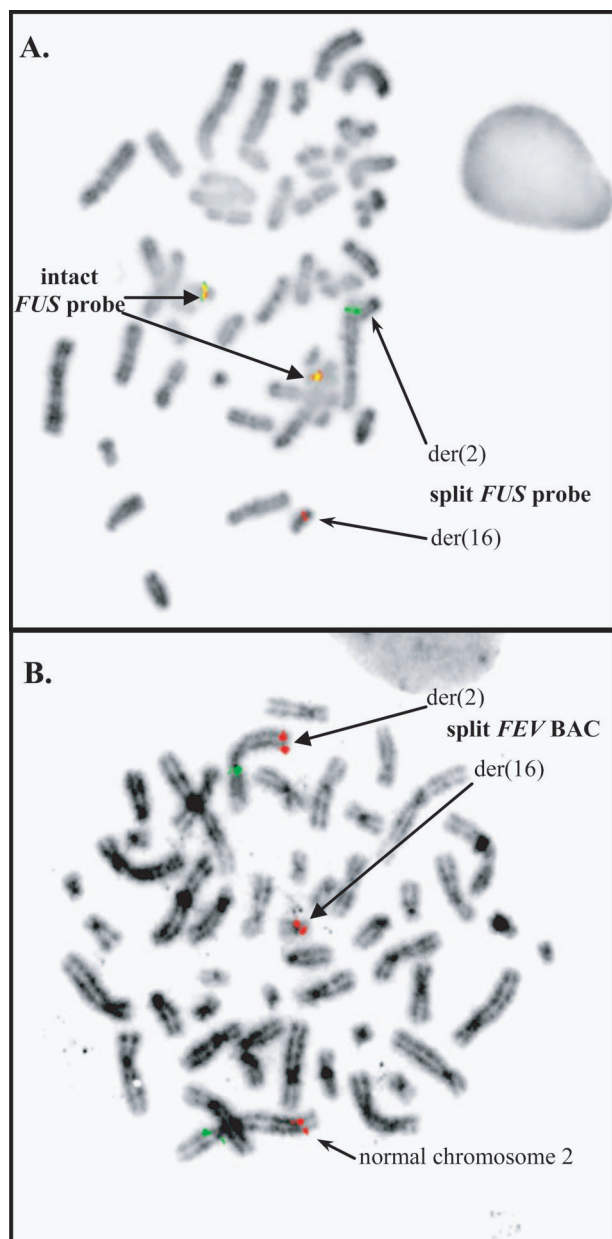 A.
intact
FUS probe
der(2)
split FUS probe
der(16)
B.
der(2)
split FEV BAC
der(16)
normal chromosome 2